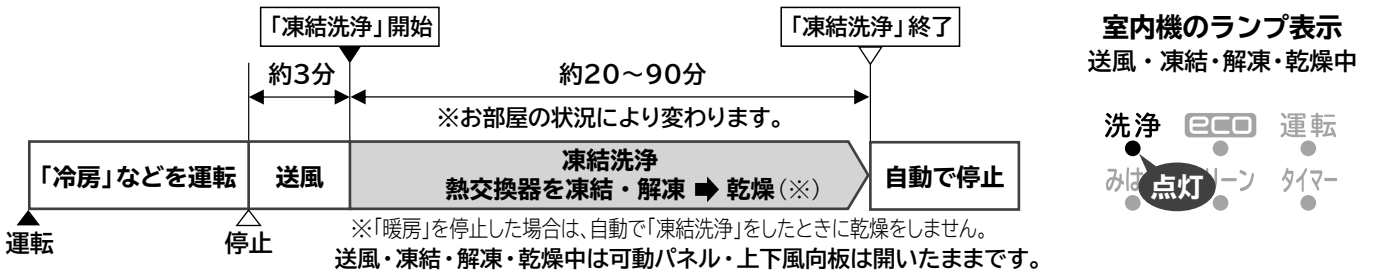 「凍結洗浄」開始
「凍結洗浄」終了
約3分
約20～90分
※お部屋の状況により変わります。
「冷房」などを運転
送風
凍結洗浄
熱交換器を凍結・解凍➡乾燥(※)
自動で停止
運転
停止
※「暖房」を停止した場合は、自動で「凍結洗浄」をしたときに乾燥をしません。
送風・凍結・解凍・乾燥中は可動パネル・上下風向板は開いたままです。
室内機のランプ表示
送風・凍結・解凍・乾燥中
洗浄 eco 運転
みは 点灯 リーン タイマー